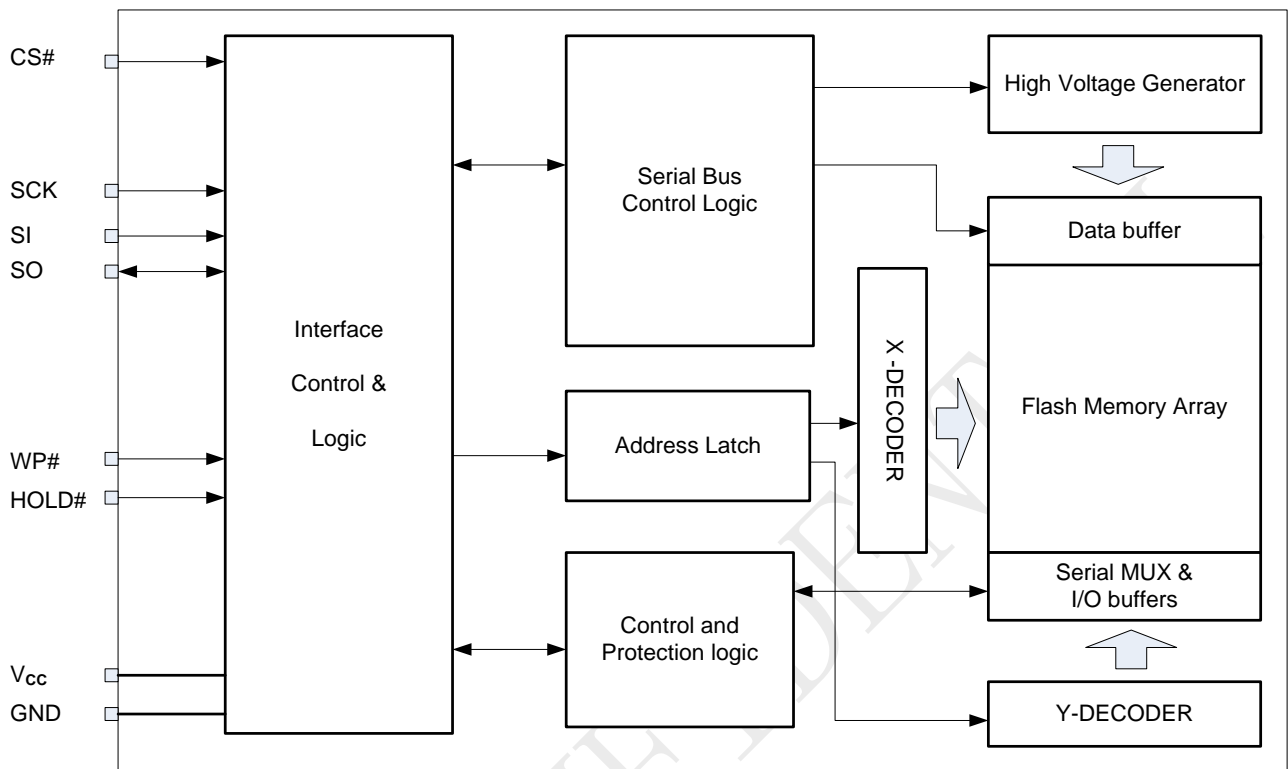 CS#
SCK
SI
SO
WP#
HOLD#
Vcc
GND
Interface
Control &
Logic
Serial Bus
Control Logic
Address Latch
Control and
Protection logic
X -DECODER
High Voltage Generator
Data buffer
Flash Memory Array
Serial MUX &
I/O buffers
Y-DECODER